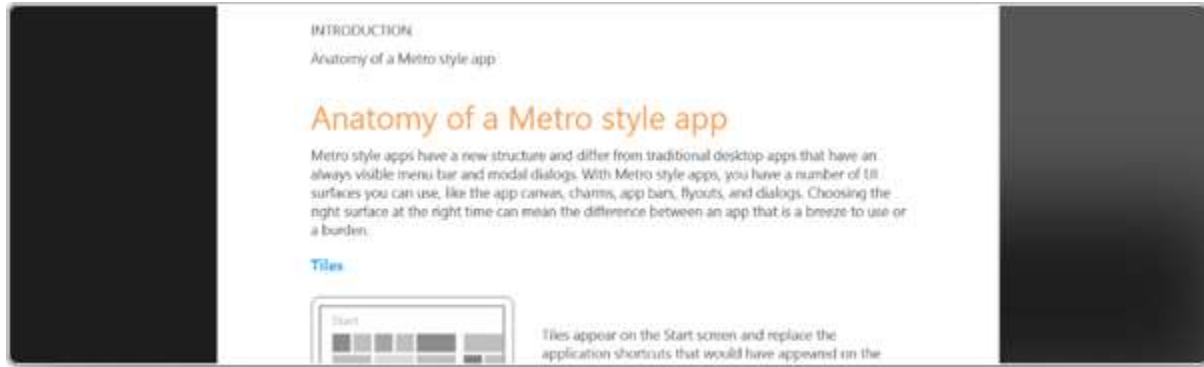 INTRODUCTION
Anatomy of a Metro style app
Anatomy of a Metro style app
Metro style apps have a new structure and differ from traditional desktop apps that have an
always visible menu bar and modal dialogs. With Metro style apps, you have a number of UI
surfaces you can use, like the app canvas, charms, app bars, flyouts, and dialogs. Choosing the
right surface at the right time can mean the difference between an app that is a breeze to use or
a burden.
Tiles
Start
Tiles appear on the Start screen and replace the
application shortcuts that would have appeared on the